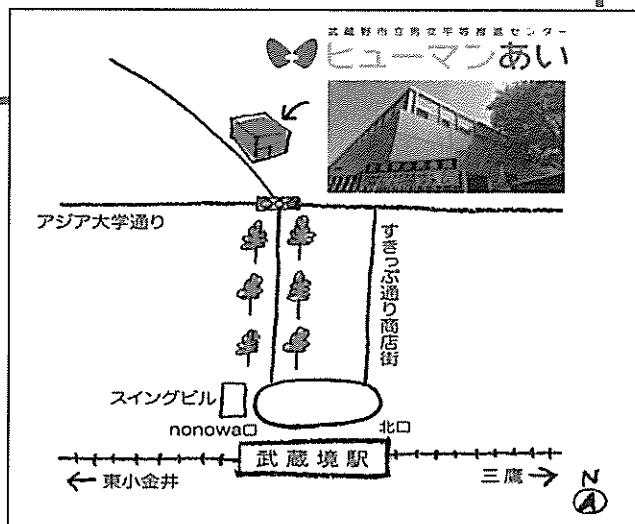 武蔵野市立男女平等推進センター
ヒューマンあい
アジア大学通り
すきっぷ通り商店街
スイングビル
nonowa口
北口
武蔵境駅
← 東小金井
三鷹 →
N